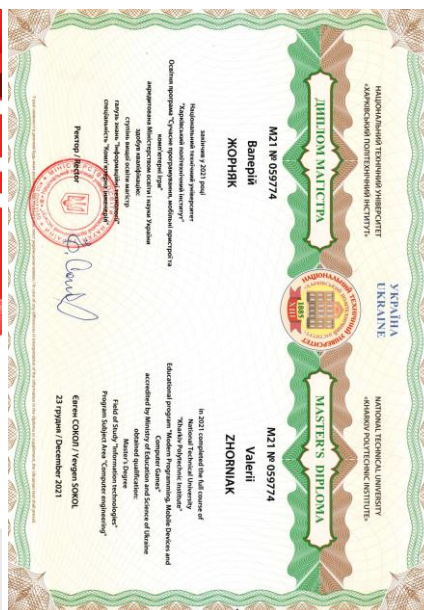 УКРАЇНА
UKRAINE
НАЦІОНАЛЬНИЙ ТЕХНІЧНИЙ УНІВЕРСИТЕТ
«ХАРКІВСЬКИЙ ПОЛІТЕХНІЧНИЙ ІНСТИТУТ»
ДИПЛОМ МАГІСТРА
М21 № 059774
Валерій
ЖОРНЯК
закінчив у 2021 році
Національний технічний університет
"Харківський політехнічний інститут"
Освітня програма "Сучасне програмування, мобільні пристрої та
комп'ютерні ігри"
акредитована Міністерством освіти і науки України
здобув кваліфікацію:
ступінь вищої освіти магістр
галузь знань "Інформаційні технології"
спеціальність "Комп'ютерна інженерія"
Ректор / Rector
НАЦІОНАЛЬНИЙ ТЕХНІЧНИЙ УНІВЕРСИТЕТ
1885
ХПІ
NATIONAL TECHNICAL UNIVERSITY
«KHARKIV POLYTECHNIC INSTITUTE»
MASTER'S DIPLOMA
M21 № 059774
Valerii
ZHORNIAK
in 2021 completed the full course of
National Technical University
"Kharkiv Polytechnic Institute"
Educational program "Modern Programming, Mobile Devices and
Computer Games"
accredited by Ministry of Education and Science of Ukraine
obtained qualification:
Master's Degree
Field of Study "Information technologies"
Program Subject Area "Computer engineering"
Євген СОКОЛ / Yevgen SOKOL
23 грудня / December 2021